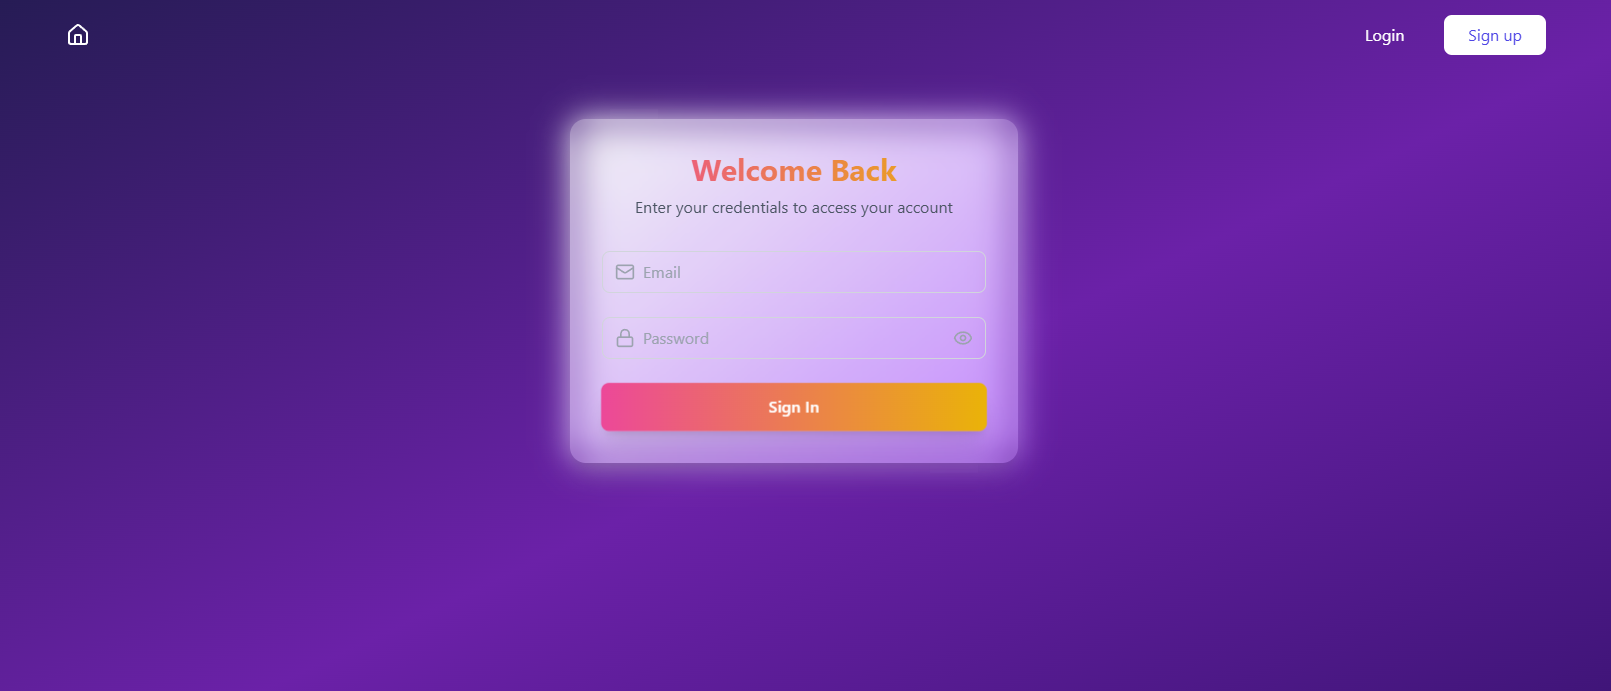 Login
Sign up
Welcome Back
Enter your credentials to access your account
Email
Password
Sign In